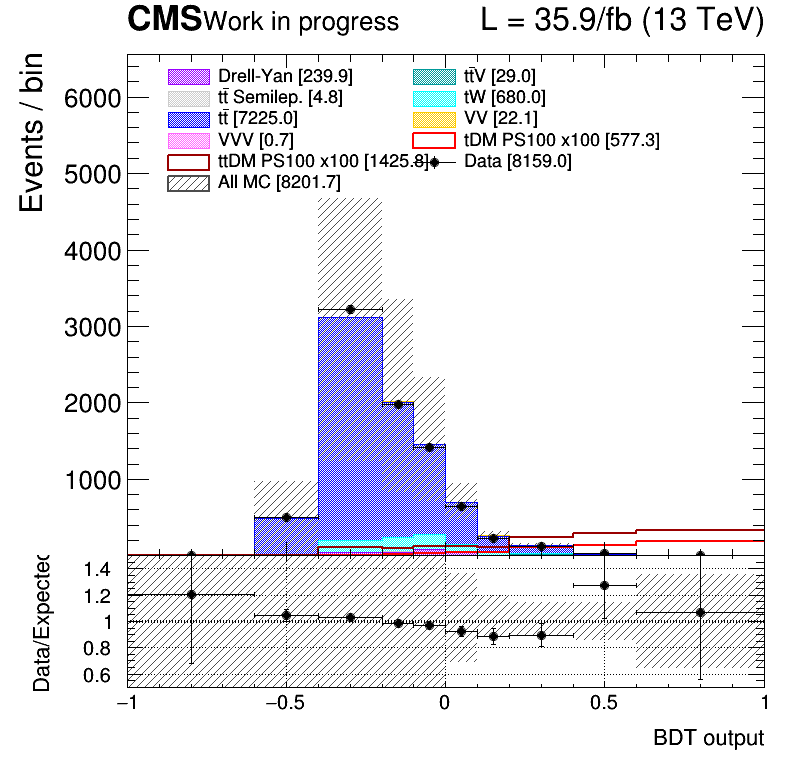 CMS Work in progress L = 35.9/fb (13 TeV)
Events / bin
Drell-Yan [239.9] tt̄V [29.0]
tt̄ Semilep. [4.8] tW [680.0]
tt̄ [7225.0] VV [22.1]
VVV [0.7] tDM PS100 x100 [577.3]
ttDM PS100 x100 [1425.8] Data [8159.0]
All MC [8201.7]
6000
5000
4000
3000
2000
1000
Data/Expected
1.4
1.2
1
0.8
0.6
−1 −0.5 0 0.5 1
BDT output